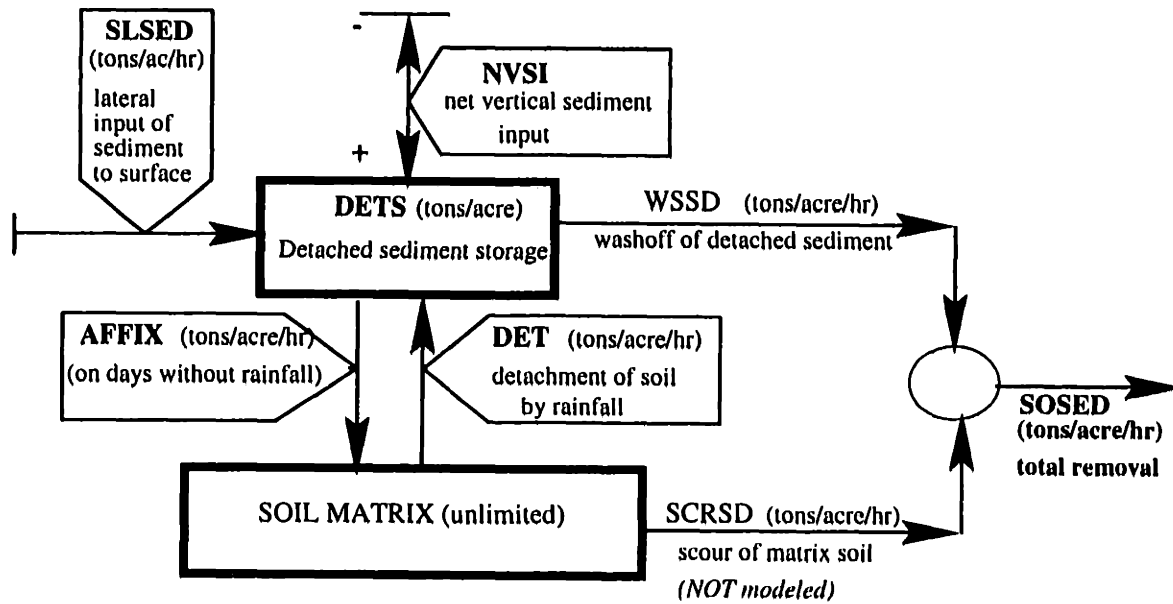 SLSED
(tons/ac/hr)
lateral
input of
sediment
to surface
-
NVSI
net vertical sediment
input
+
DETS (tons/acre)
Detached sediment storage
WSSD (tons/acre/hr)
washoff of detached sediment
AFFIX (tons/acre/hr)
(on days without rainfall)
DET (tons/acre/hr)
detachment of soil
by rainfall
SOSED
(tons/acre/hr)
total removal
SOIL MATRIX (unlimited)
SCRSD (tons/acre/hr)
scour of matrix soil
(NOT modeled)